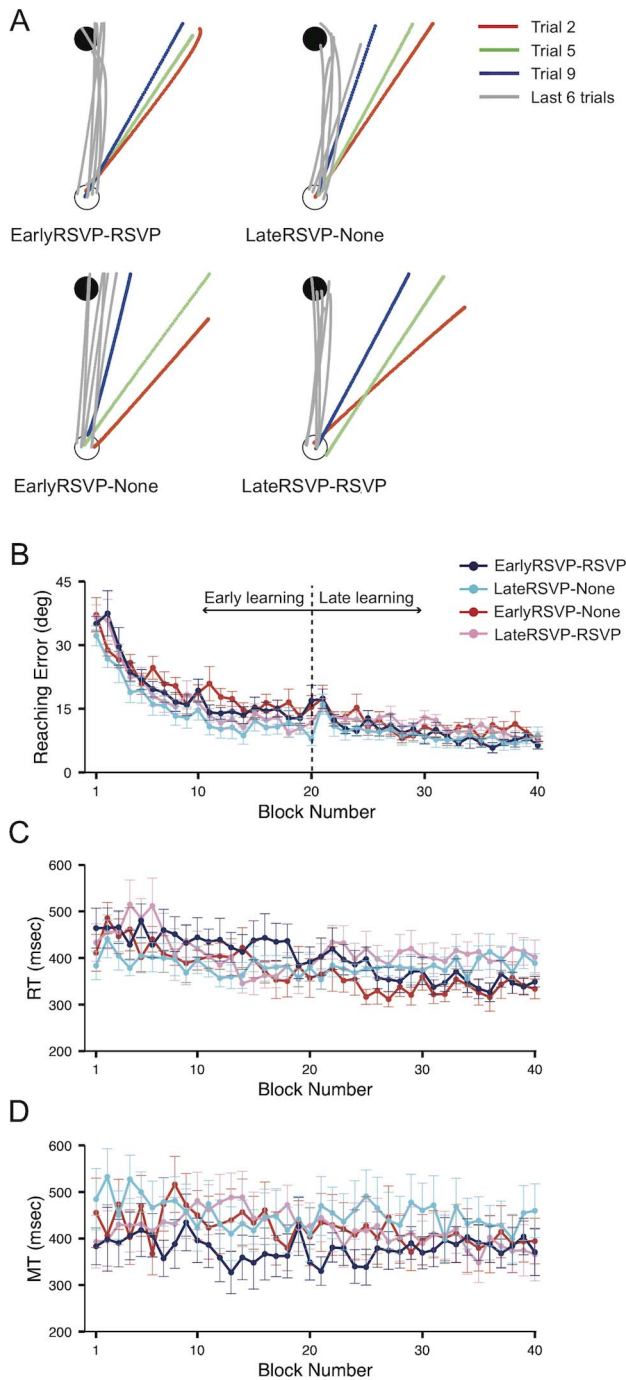 A
Trial 2
Trial 5
Trial 9
Last 6 trials
EarlyRSVP-RSVP
LateRSVP-None
EarlyRSVP-None
LateRSVP-RSVP
B
EarlyRSVP-RSVP
LateRSVP-None
EarlyRSVP-None
LateRSVP-RSVP
Early learning
Late learning
Reaching Error (deg)
45
30
15
0
1
10
20
30
40
Block Number
C
RT (msec)
600
500
400
300
200
1
10
20
30
40
Block Number
D
MT (msec)
600
500
400
300
200
1
10
20
30
40
Block Number